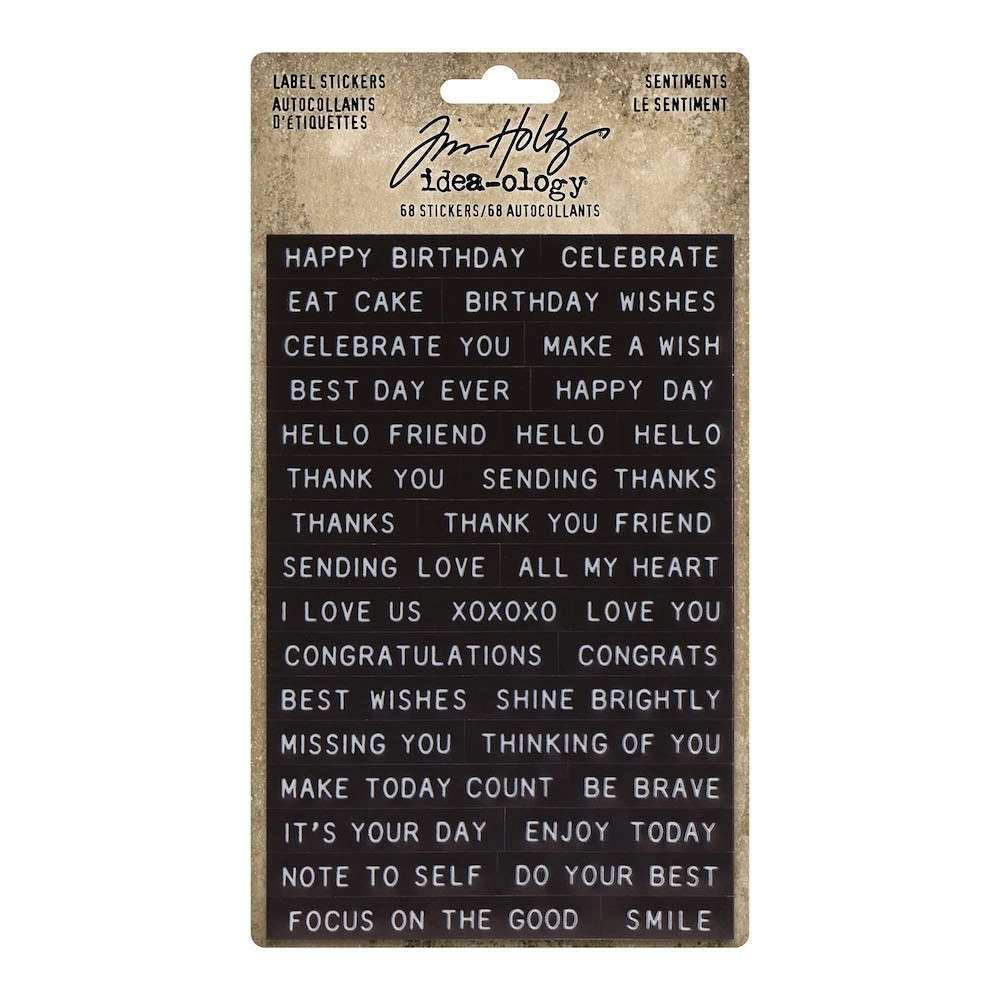 LABEL STICKERS
AUTOCOLLANTS
D'ÉTIQUETTES
SENTIMENTS
LE SENTIMENT
Tim Holtz
idea-ology
68 STICKERS/68 AUTOCOLLANTS
HAPPY BIRTHDAY CELEBRATE
EAT CAKE BIRTHDAY WISHES
CELEBRATE YOU MAKE A WISH
BEST DAY EVER HAPPY DAY
HELLO FRIEND HELLO HELLO
THANK YOU SENDING THANKS
THANKS THANK YOU FRIEND
SENDING LOVE ALL MY HEART
I LOVE US XOXOXO LOVE YOU
CONGRATULATIONS CONGRATS
BEST WISHES SHINE BRIGHTLY
MISSING YOU THINKING OF YOU
MAKE TODAY COUNT BE BRAVE
IT'S YOUR DAY ENJOY TODAY
NOTE TO SELF DO YOUR BEST
FOCUS ON THE GOOD SMILE